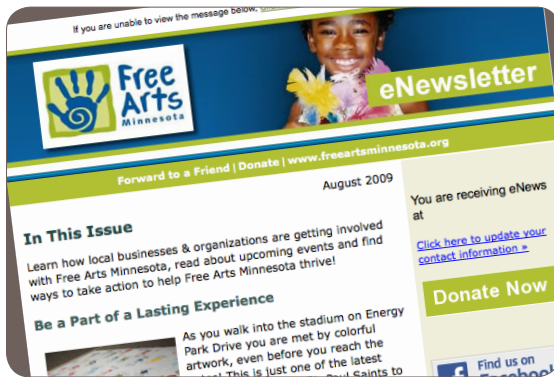 If you are unable to view the message below,
Free
Arts
Minnesota
eNewsletter
Forward to a Friend | Donate | www.freeartsminnesota.org
August 2009
In This Issue
Learn how local businesses & organizations are getting involved
with Free Arts Minnesota, read about upcoming events and find
ways to take action to help Free Arts Minnesota thrive!
Be a Part of a Lasting Experience
As you walk into the stadium on Energy
Park Drive you are met by colorful
artwork, even before you reach the
This is just one of the latest
Paul Saints to
You are receiving eNews
at
Click here to update your
contact information »
Donate Now
Find us on
Facebook